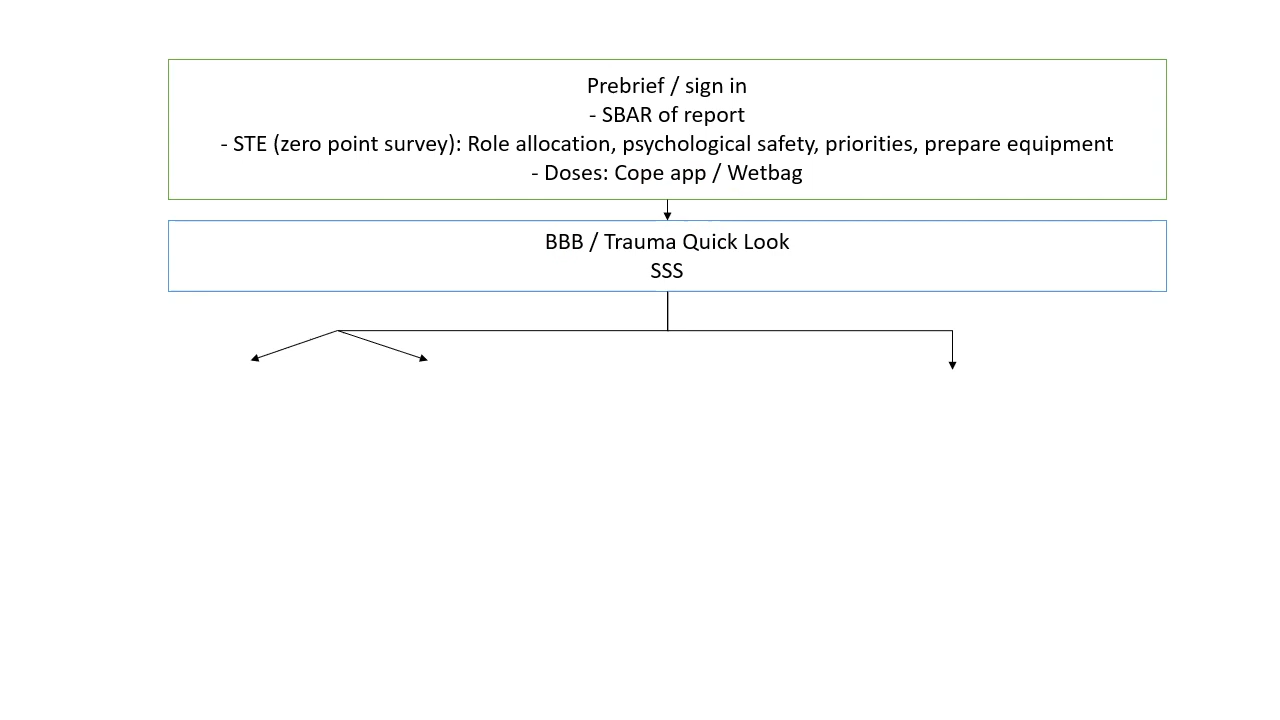 Prebrief / sign in
- SBAR of report
- STE (zero point survey): Role allocation, psychological safety, priorities, prepare equipment
- Doses: Cope app / Wetbag
BBB / Trauma Quick Look
SSS